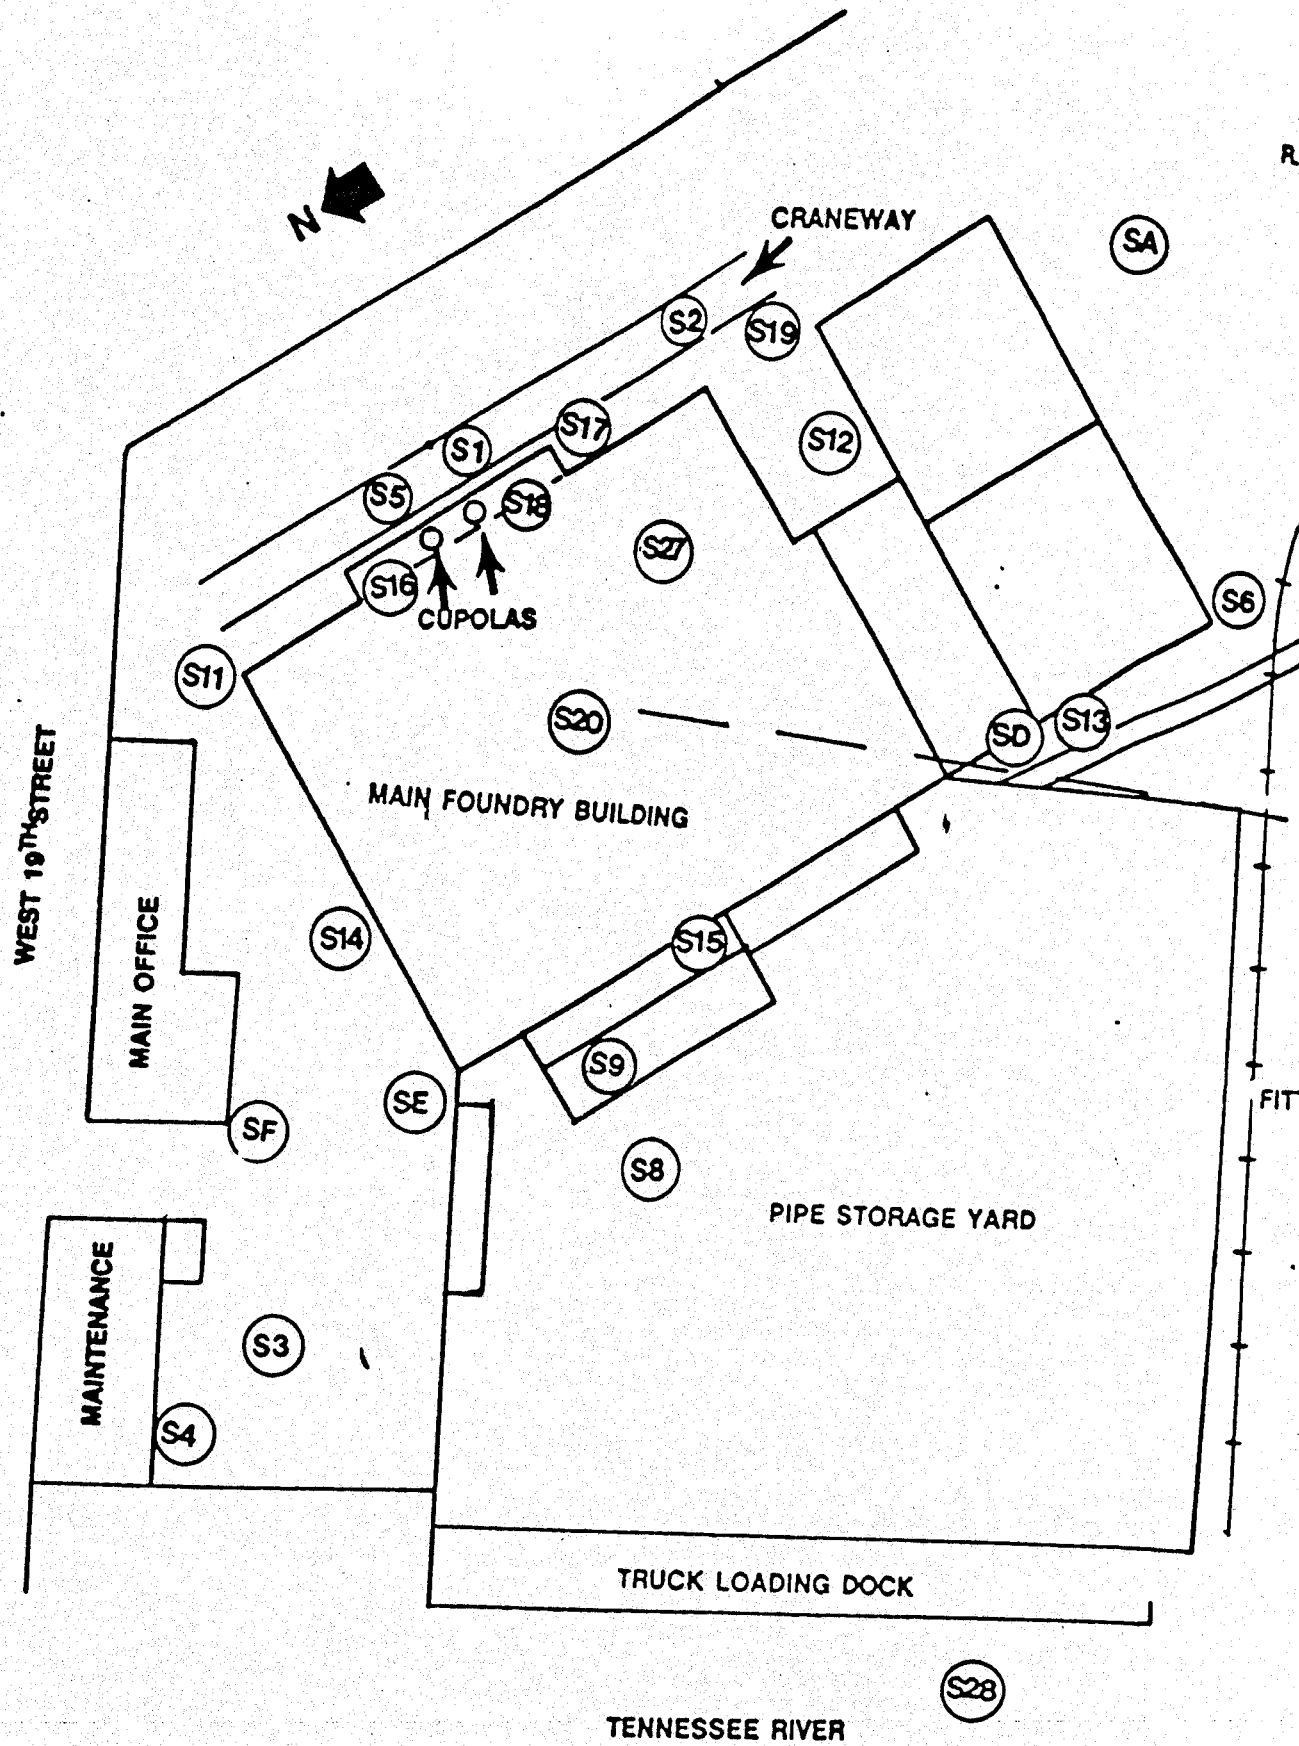 R
N
CRANEWAY
SA
S2
S19
S17
S1
S12
S5
S18
S27
S16
CUPOLAS
S6
S11
S20
SD
S13
WEST 19TH STREET
MAIN FOUNDRY BUILDING
MAIN OFFICE
S14
S15
S9
SE
FIT
SF
S8
PIPE STORAGE YARD
MAINTENANCE
S3
S4
TRUCK LOADING DOCK
S28
TENNESSEE RIVER